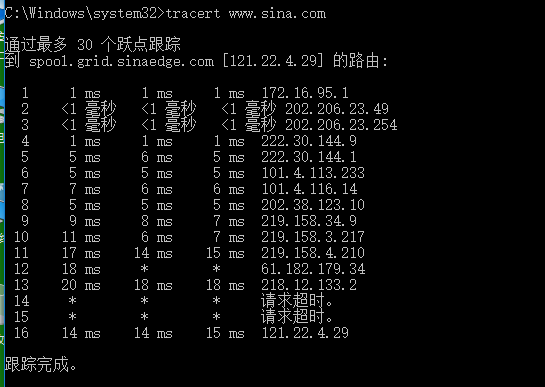 C:\Windows\system32>tracert www.sina.com
通过最多 30 个跃点跟踪
到 spool.grid.sinaedge.com [121.22.4.29] 的路由:
1 1 ms 1 ms 1 ms 172.16.95.1
2 <1 毫秒 <1 毫秒 <1 毫秒 202.206.23.49
3 <1 毫秒 <1 毫秒 <1 毫秒 202.206.23.254
4 1 ms 1 ms 1 ms 222.30.144.9
5 5 ms 6 ms 5 ms 222.30.144.1
6 5 ms 5 ms 5 ms 101.4.113.233
7 7 ms 6 ms 6 ms 101.4.116.14
8 5 ms 5 ms 5 ms 202.38.123.10
9 9 ms 8 ms 7 ms 219.158.34.9
10 11 ms 6 ms 7 ms 219.158.3.217
11 17 ms 14 ms 15 ms 219.158.4.210
12 18 ms * * 61.182.179.34
13 20 ms 18 ms 18 ms 218.12.133.2
14 * * * 请求超时。
15 * * * 请求超时。
16 14 ms 14 ms 15 ms 121.22.4.29
跟踪完成。